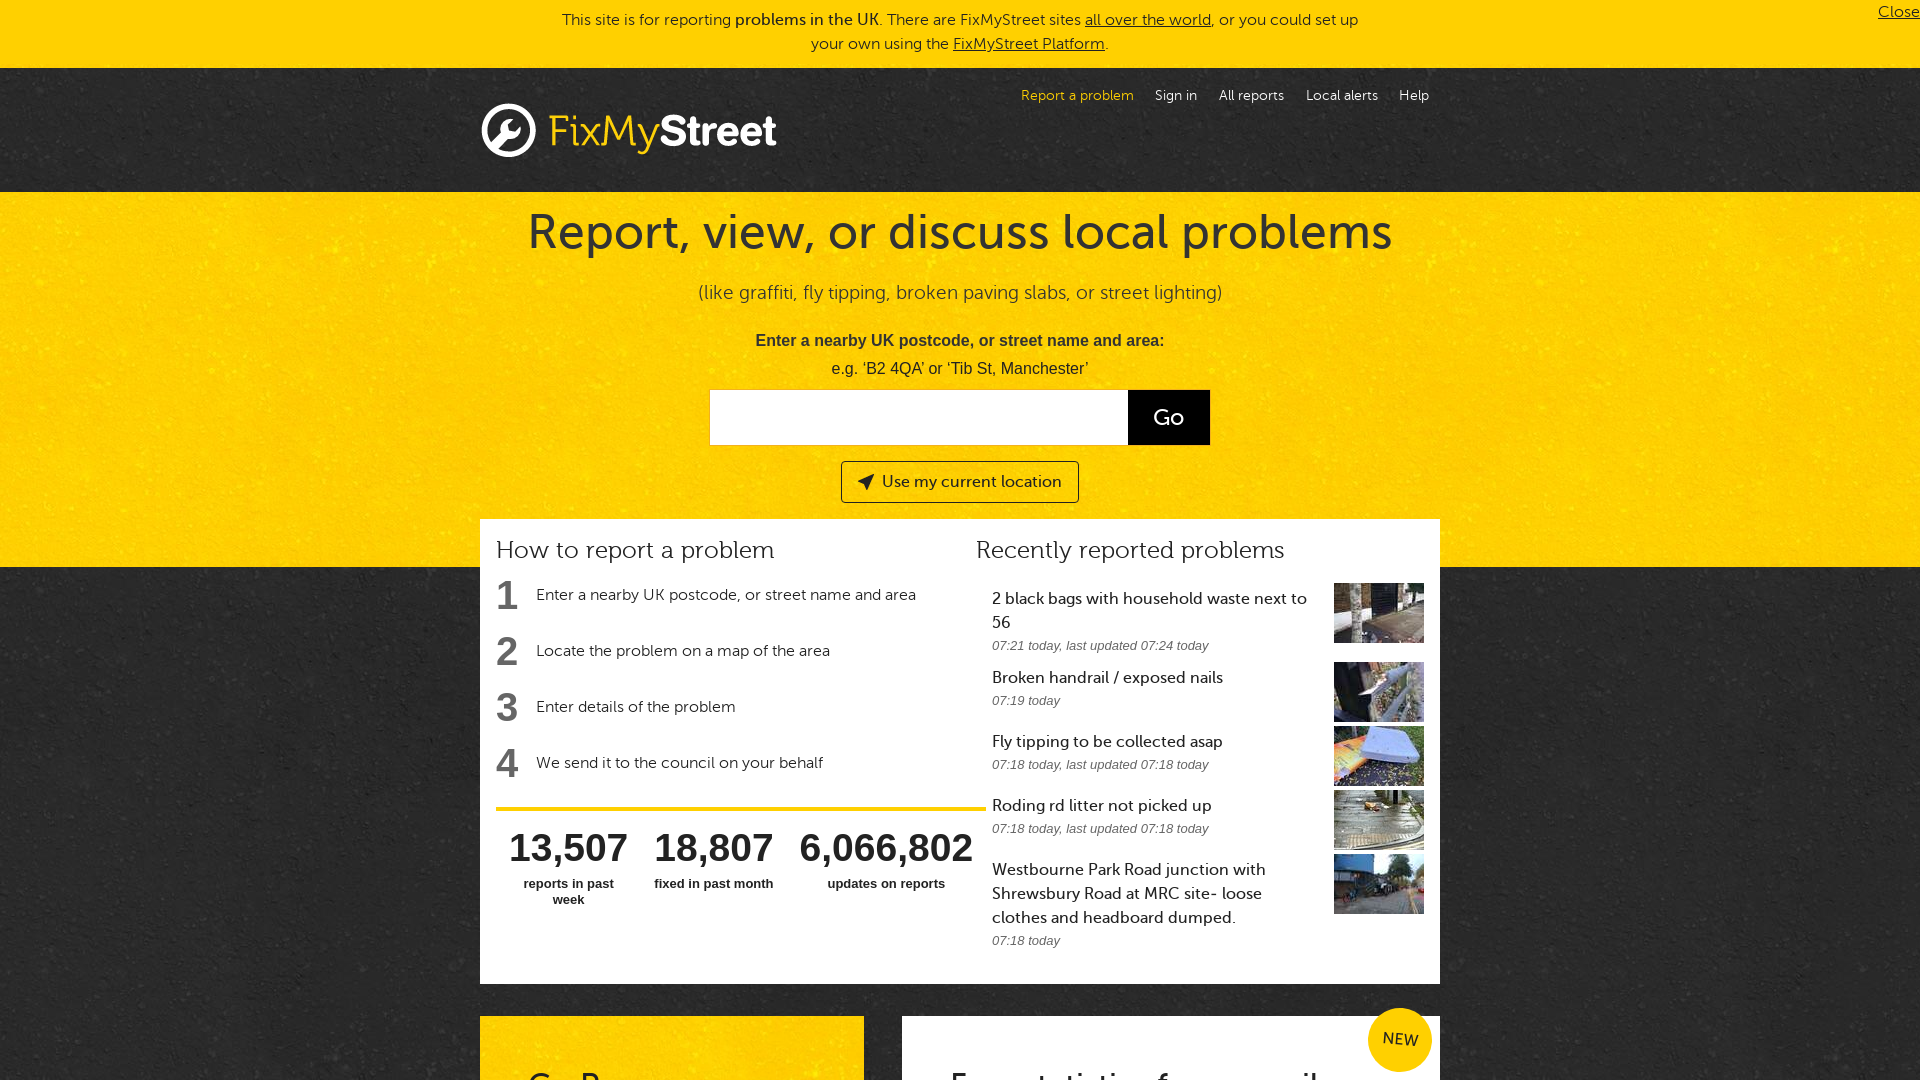 This site is for reporting problems in the UK. There are FixMyStreet sites all over the world, or you could set up
your own using the FixMyStreet Platform.
Close
Report a problem
Sign in
All reports
Local alerts
Help
FixMyStreet
Report, view, or discuss local problems
(like graffiti, fly tipping, broken paving slabs, or street lighting)
Enter a nearby UK postcode, or street name and area:
e.g. ‘B2 4QA’ or ‘Tib St, Manchester’
Go
Use my current location
How to report a problem
1 Enter a nearby UK postcode, or street name and area
2 Locate the problem on a map of the area
3 Enter details of the problem
4 We send it to the council on your behalf
13,507
reports in past
week
18,807
fixed in past month
6,066,802
updates on reports
Recently reported problems
2 black bags with household waste next to
56
07:21 today, last updated 07:24 today
Broken handrail / exposed nails
07:19 today
Fly tipping to be collected asap
07:18 today, last updated 07:18 today
Roding rd litter not picked up
07:18 today, last updated 07:18 today
Westbourne Park Road junction with
Shrewsbury Road at MRC site- loose
clothes and headboard dumped.
07:18 today
NEW